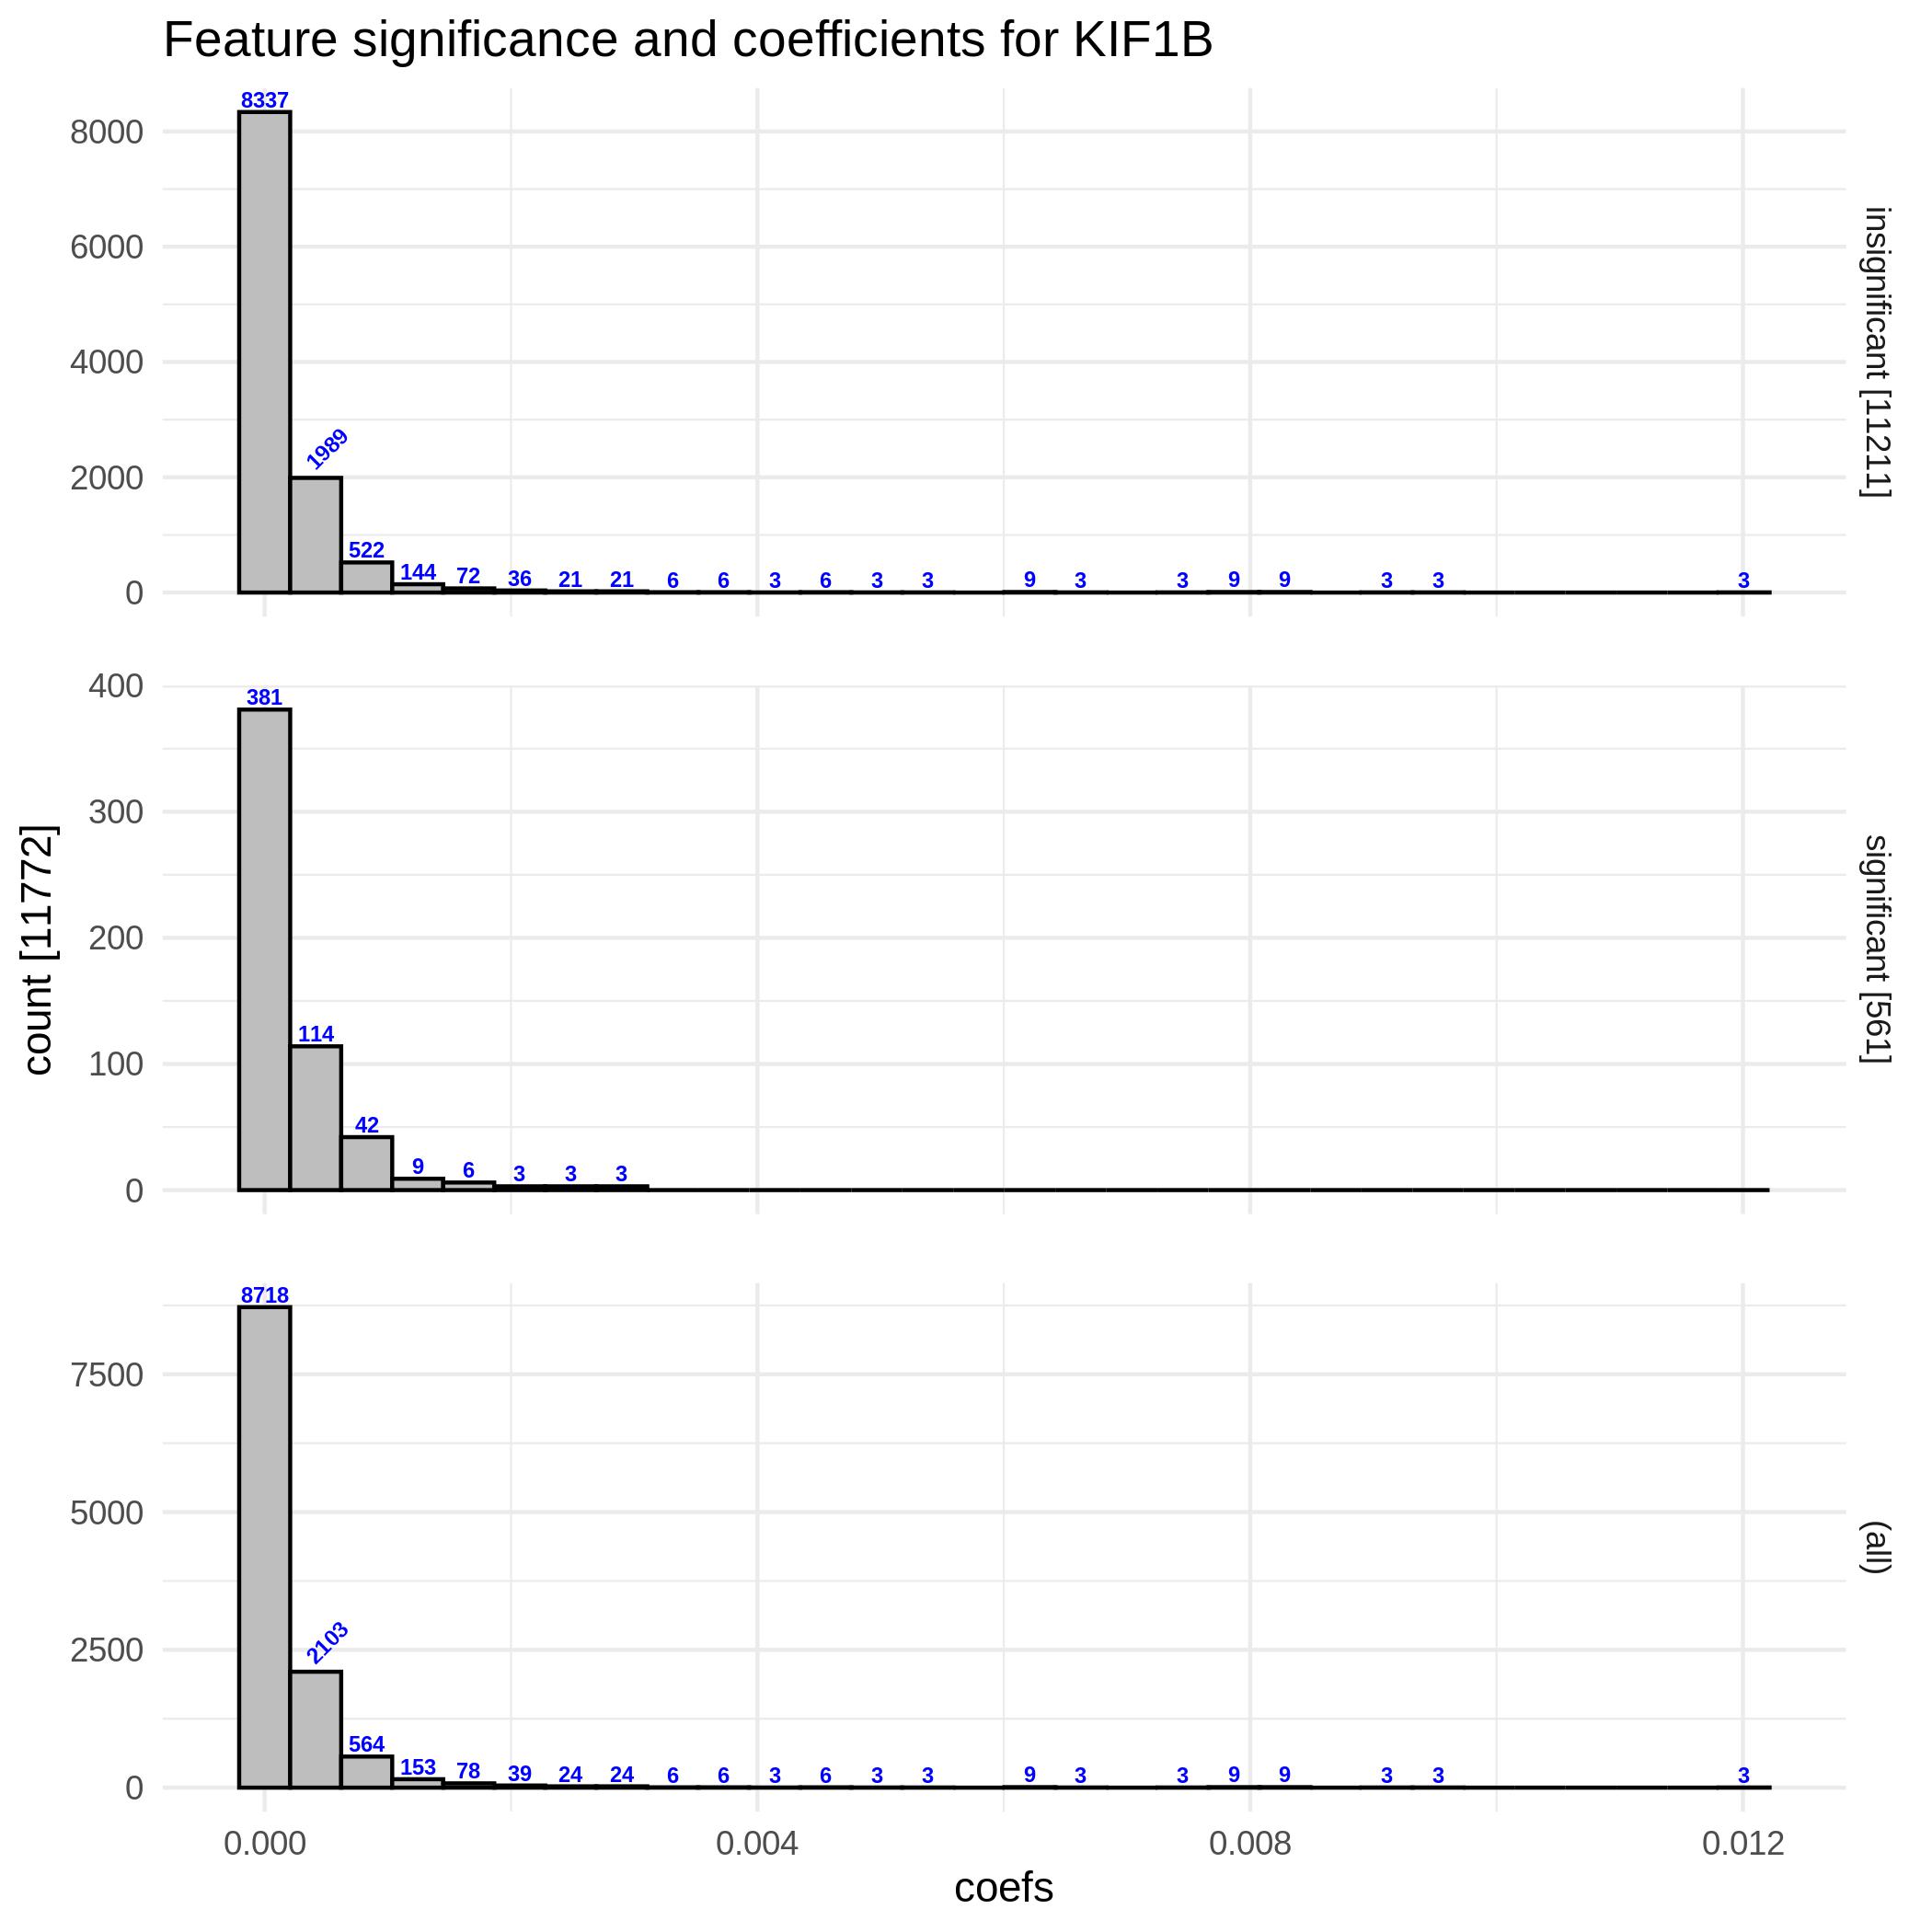 Feature significance and coefficients for KIF1B
8337
8000
6000
4000
2000
0
1989
522
144 72 36 21 21 6 6 3 6 3 3 9 3 3 9 9 3 3 3
insignificant [11211]
count [11772]
400
300
200
100
0
381
114
42
9 6 3 3 3
significant [561]
8718
7500
5000
2500
0
2103
564
153 78 39 24 24 6 6 3 6 3 3 9 3 3 9 9 3 3 3
(all)
0.000 0.004 0.008 0.012
coefs